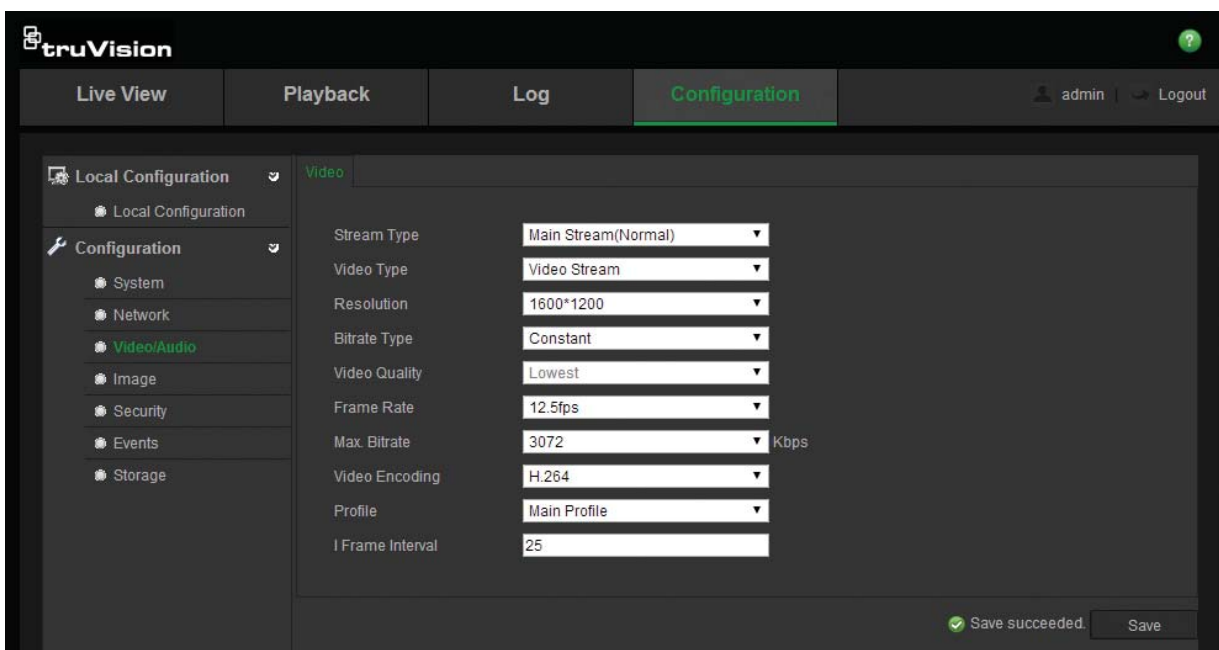 truVision
?
Live View Playback Log Configuration admin | Logout
Local Configuration
Local Configuration
Configuration
System
Network
Video/Audio
Image
Security
Events
Storage
Video
Stream Type Main Stream(Normal)
Video Type Video Stream
Resolution 1600*1200
Bitrate Type Constant
Video Quality Lowest
Frame Rate 12.5fps
Max. Bitrate 3072 Kbps
Video Encoding H.264
Profile Main Profile
I Frame Interval 25
Save succeeded. Save